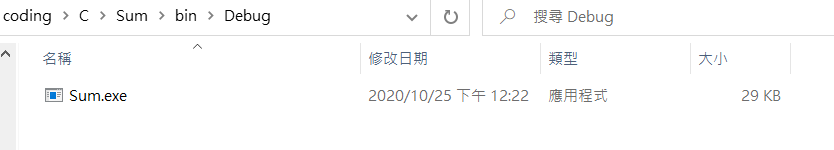 coding > C > Sum > bin > Debug
搜尋 Debug
名稱 修改日期 類型 大小
Sum.exe 2020/10/25 下午 12:22 應用程式 29 KB